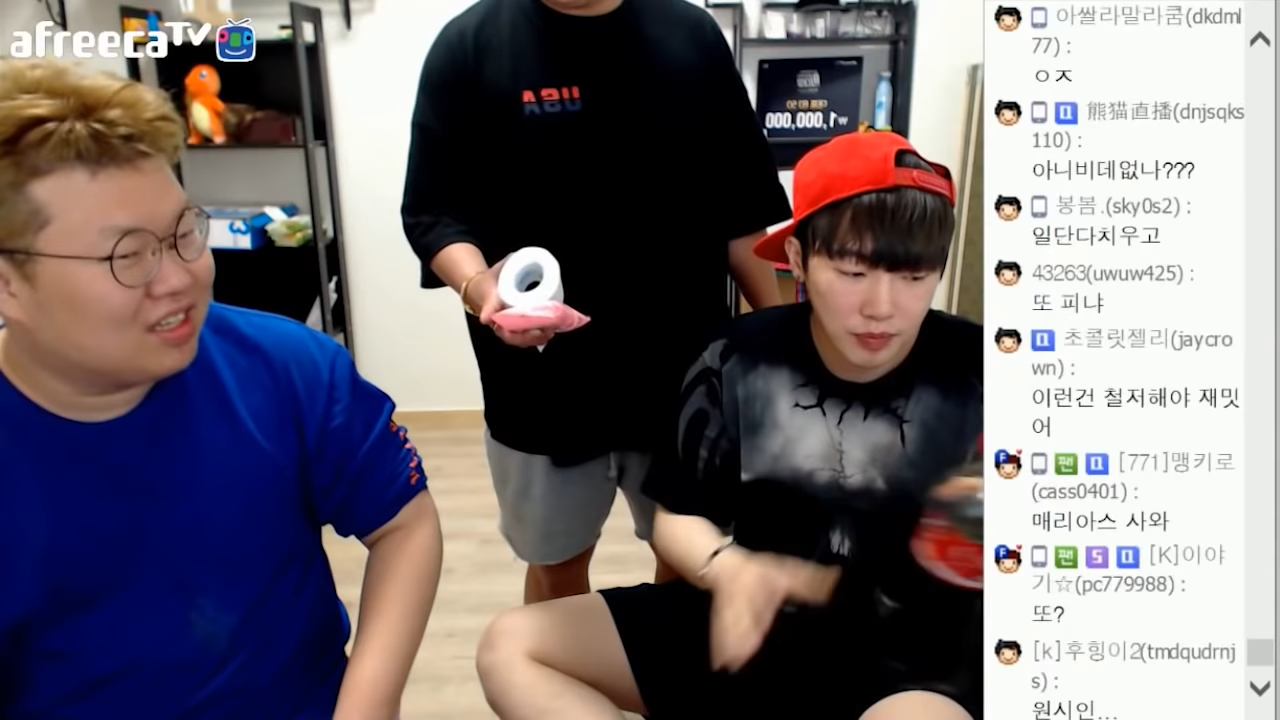 afreecaTV
USA
1,000,000
₩
아쌀라말라쿰(dkdml
77) :
ㅇㅈ
熊猫直播(dnjsqks
110) :
아니비데없나???
봉봄.(sky0s2) :
일단다치우고
43263(uwuw425) :
또 피냐
초콜릿젤리(jaycro
wn) :
이런건 철저해야 재밋
어
팬 [771]맹키로
(cass0401) :
매리아스 사와
팬 S [K]이야
기☆(pc779988) :
또?
[k]후힝이2(tmdqudrnj
s) :
원시인...